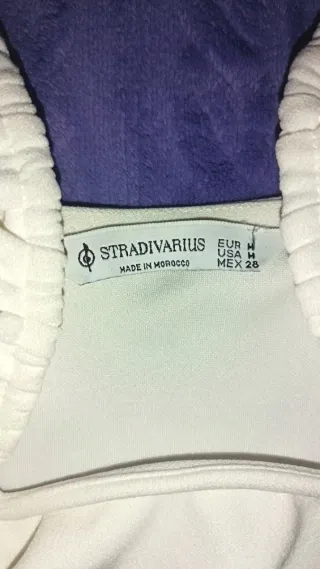 STRADIVARIUS
MADE IN MOROCCO
EUR M
USA M
MEX 28